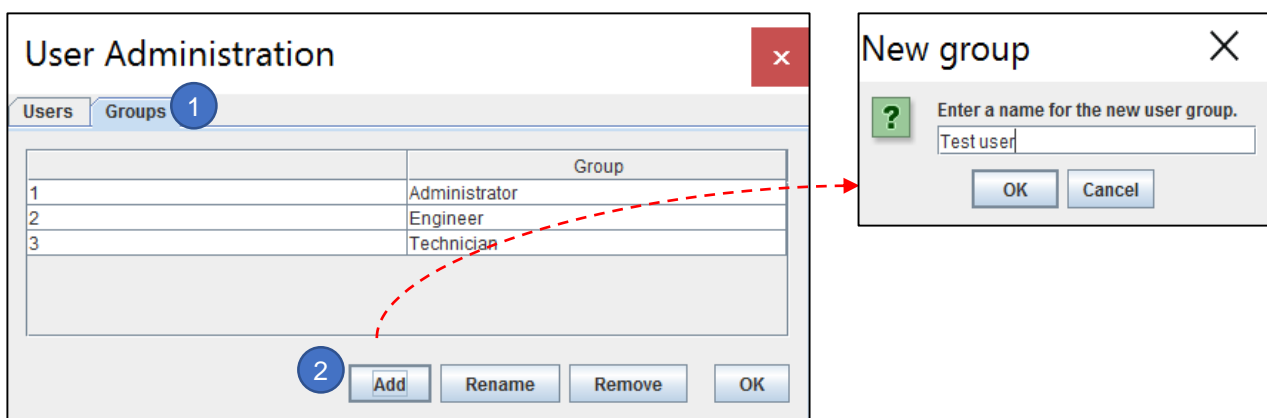 User Administration
×
Users
Groups
1
Group
1
Administrator
2
Engineer
3
Technician
2
Add
Rename
Remove
OK
New group
?
Enter a name for the new user group.
Test user
OK
Cancel